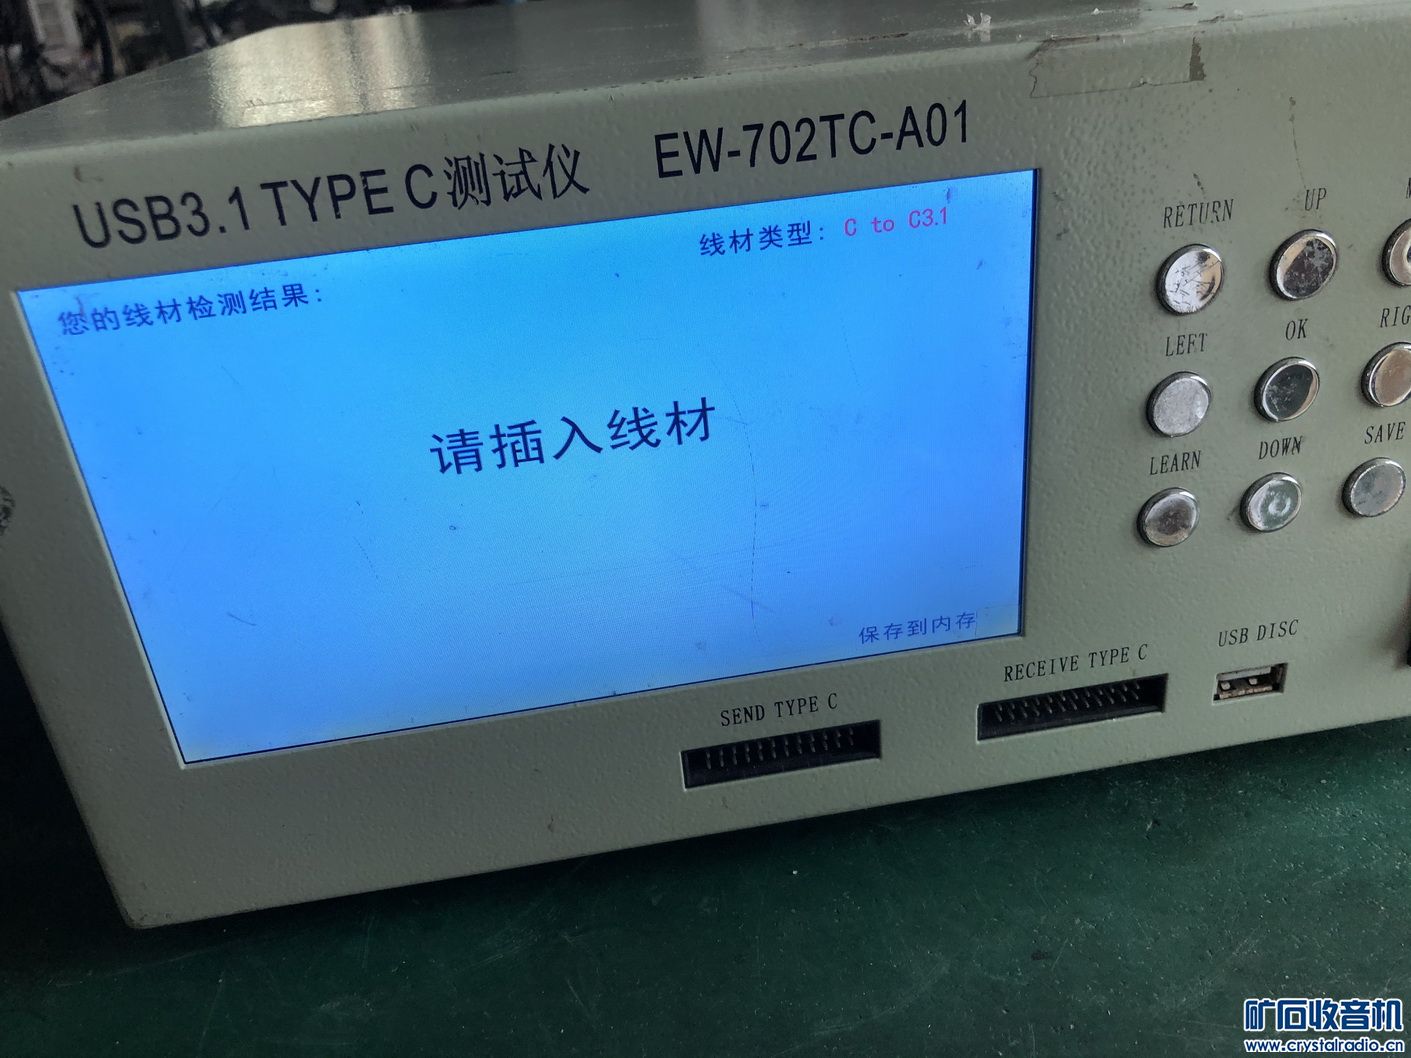 USB3.1 TYPE C 测试仪 EW-702TC-A01
线材类型: C to C3.1
您的线材检测结果:
请插入线材
保存到内存
RETURN UP
LEFT OK
LEARN DOWN SAVE
SEND TYPE C RECEIVE TYPE C USB DISC
矿石收音机
www.crystalradio.cn